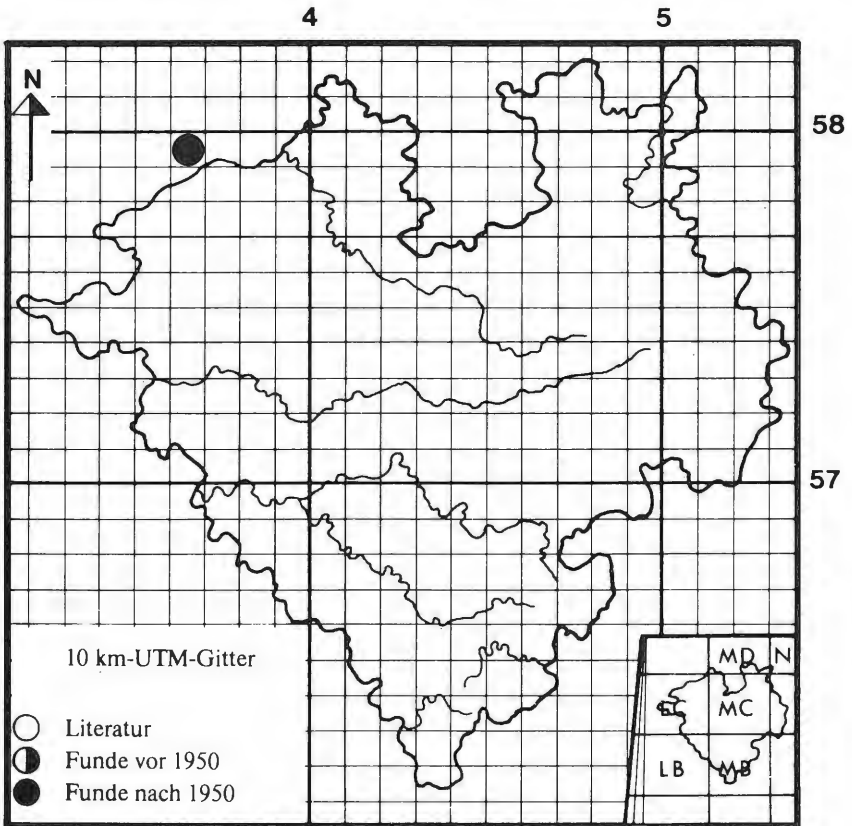 4 5
N
58
57
10 km-UTM-Gitter
Literatur
Funde vor 1950
Funde nach 1950
MD N
MC
LB MB